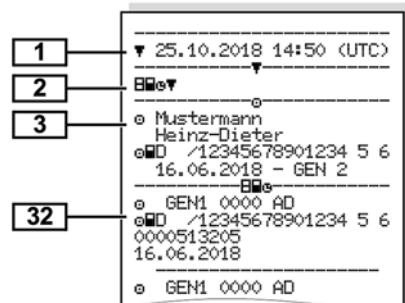 1
▼ 25.10.2018 14:50 (UTC)
2
3
Mustermann
Heinz-Dieter
D /12345678901234 5 6
16.06.2018 - GEN 2
GEN1 0000 AD
32
D /12345678901234 5 6
0000513205
16.06.2018
GEN1 0000 AD